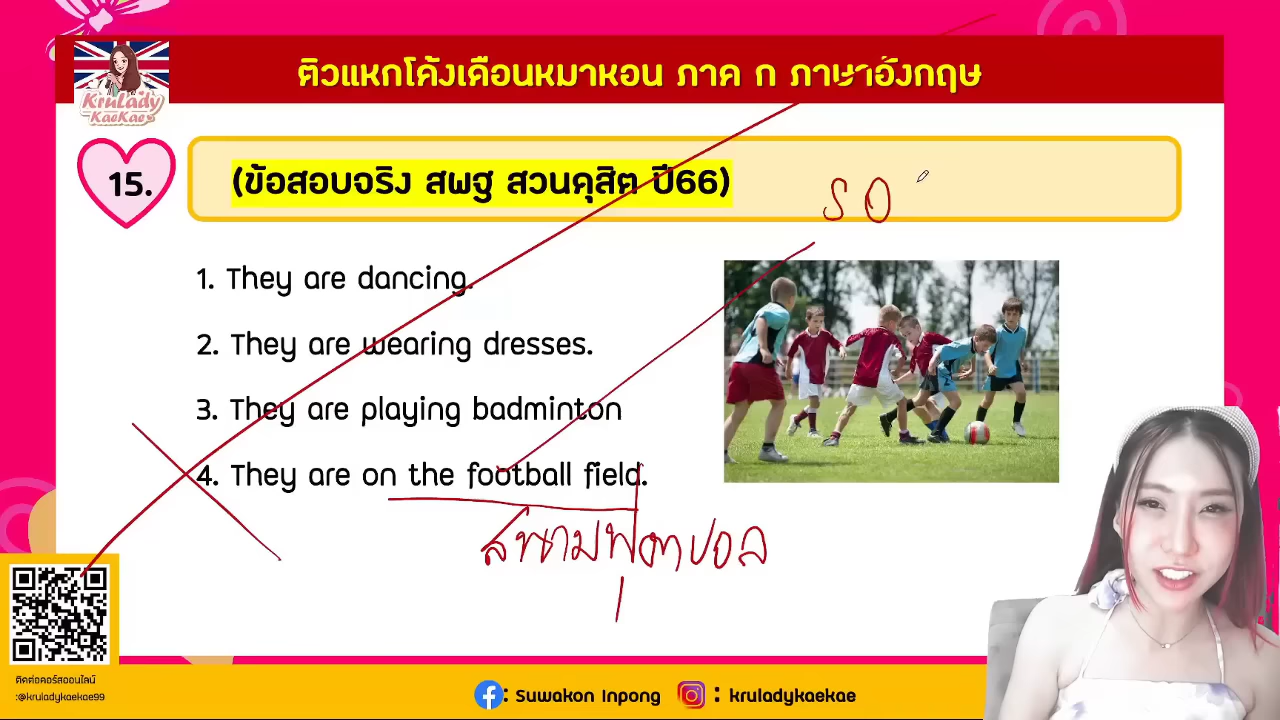 ติวแหกโค้งเดือนหมาหอน ภาค ก ภาษาอังกฤษ
KruLady
KaeKae
15.
(ข้อสอบจริง สพฐ สวนดุสิต ปี66)
so
1. They are dancing.
2. They are wearing dresses.
3. They are playing badminton
4. They are on the football field.
สนามฟุตบอล
ติดต่อคอร์สออนไลน์
:@kruladykaekae99
: Suwakon Inpong
: kruladykaekae